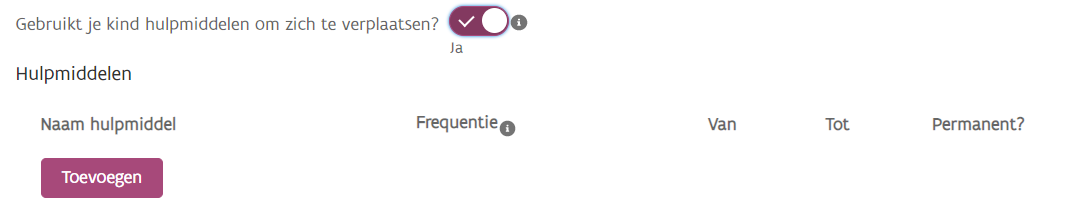 Gebruikt je kind hulpmiddelen om zich te verplaatsen?
Ja
Hulpmiddelen
Naam hulpmiddel Frequentie Van Tot Permanent?
Toevoegen